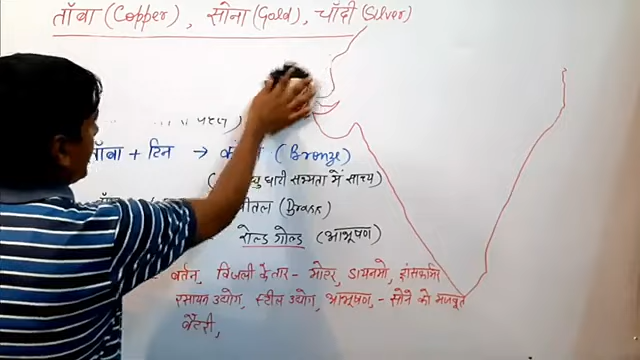 ताँबा (Copper), सोना (Gold), चाँदी (Silver)
ताँबा + टिन → (Bronze)
घाटी सभ्यता में साक्ष्य)
पीतल (Brass)
रोल्ड गोल्ड (आभूषण)
बर्तन, बिजली के तार - मोटर, डायनमो, ट्रांसफार्मर
रसायन उद्योग, स्टील उद्योग, आभूषण, - सोने को मजबूत
बैटरी,